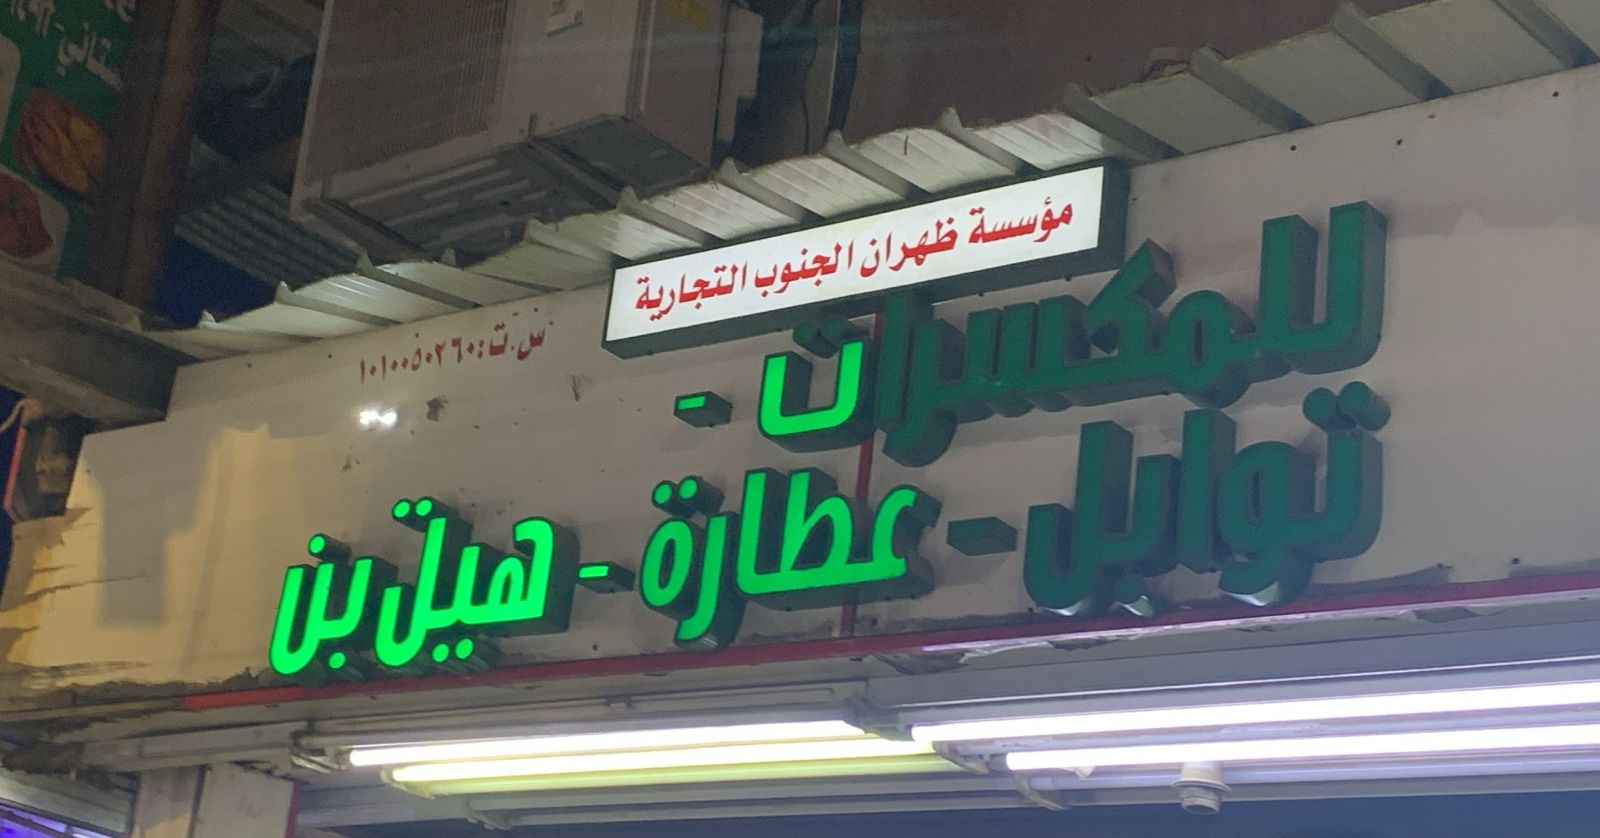 مؤسسة ظهران الجنوب التجارية
س.ت: ١٠١٠٠٥٠٢٦٠
للمكسرات -
توابل - عطارة - هيل بن